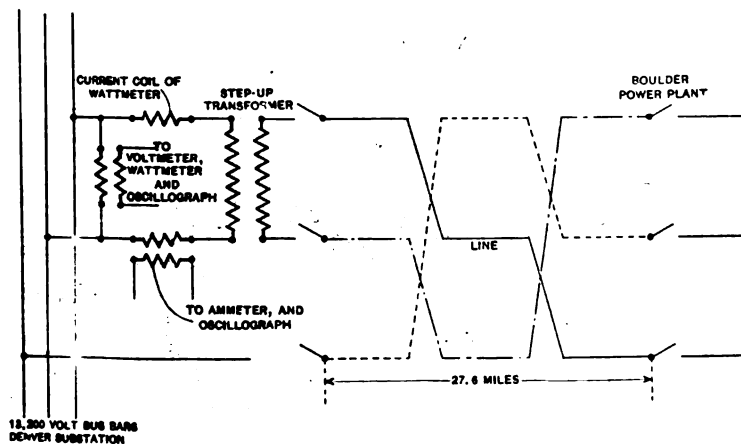 CURRENT COIL OF
WATTMETER
STEP-UP
TRANSFORMER
BOULDER
POWER PLANT
TO
VOLTMETER,
WATTMETER
AND
OSCILLOGRAPH
LINE
TO AMMETER, AND
OSCILLOGRAPH
27.6 MILES
13,200 VOLT BUS BARS
DENVER SUBSTATION